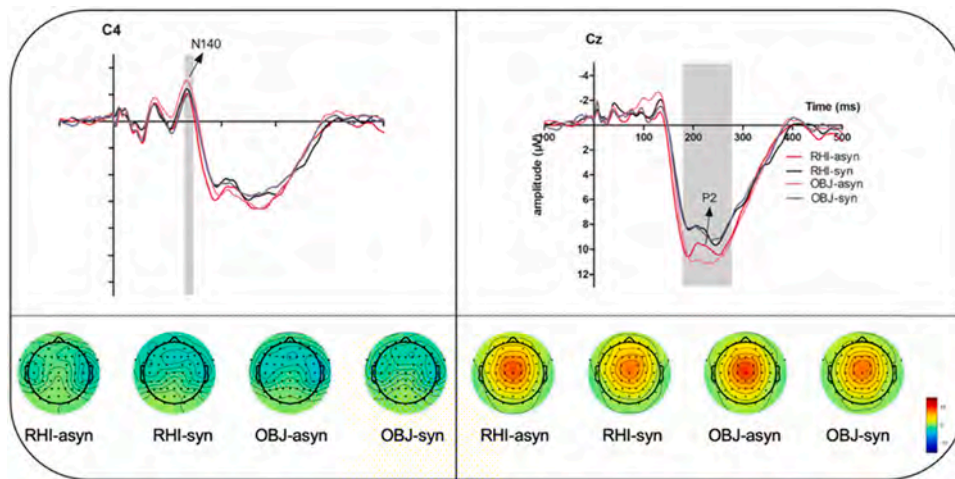 C4
N140
Cz
-4
-2
Time (ms)
100
100
200
300
400
500
2
4
6
8
10
12
amplitude (µV)
P2
RHI-asyn
RHI-syn
OBJ-asyn
OBJ-syn
RHI-asyn
RHI-syn
OBJ-asyn
OBJ-syn
RHI-asyn
RHI-syn
OBJ-asyn
OBJ-syn
0